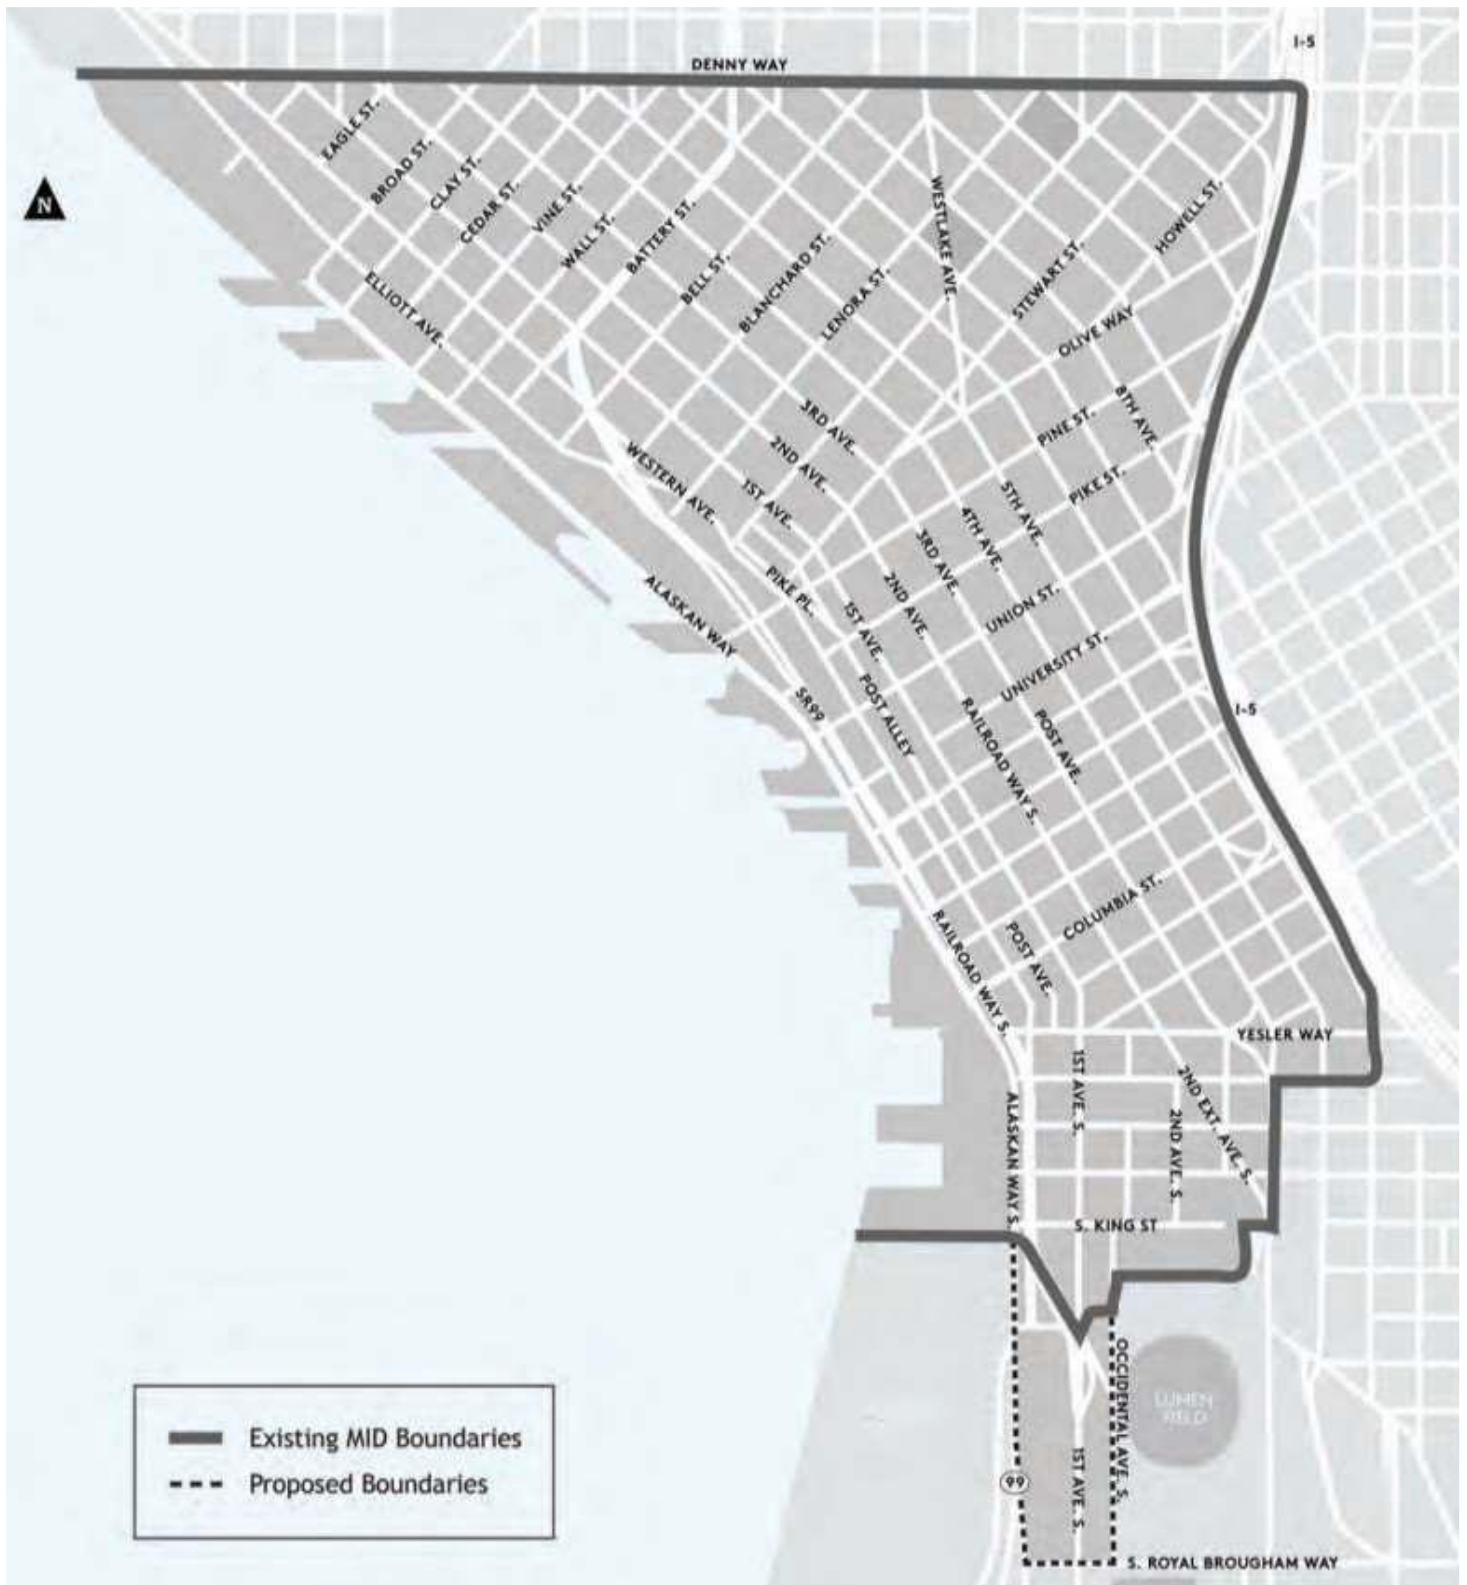 I-5
DENNY WAY
N
EAGLE ST.
BROAD ST.
CLAY ST.
CEDAR ST.
VINE ST.
WALL ST.
BATTERY ST.
BELL ST.
BLANCHARD ST.
LENORA ST.
WESTLAKE AVE.
STEWART ST.
HOWELL ST.
OLIVE WAY
ELLIOTT AVE.
8TH AVE.
PINE ST.
PIKE ST.
3RD AVE.
2ND AVE.
1ST AVE.
WESTERN AVE.
5TH AVE.
4TH AVE.
3RD AVE.
2ND AVE.
1ST AVE.
PIKE PL.
UNION ST.
UNIVERSITY ST.
ALASKAN WAY
SR99
POST ALLEY
RAILROAD WAY S.
POST AVE.
I-5
COLUMBIA ST.
RAILROAD WAY S.
POST AVE.
YESLER WAY
1ST AVE. S.
2ND EXT. AVE. S.
2ND AVE. S.
ALASKAN WAY S.
S. KING ST
OCCIDENTAL AVE. S.
LUMEN
FIELD
99
1ST AVE. S.
S. ROYAL BROUGHAM WAY
Existing MID Boundaries
Proposed Boundaries